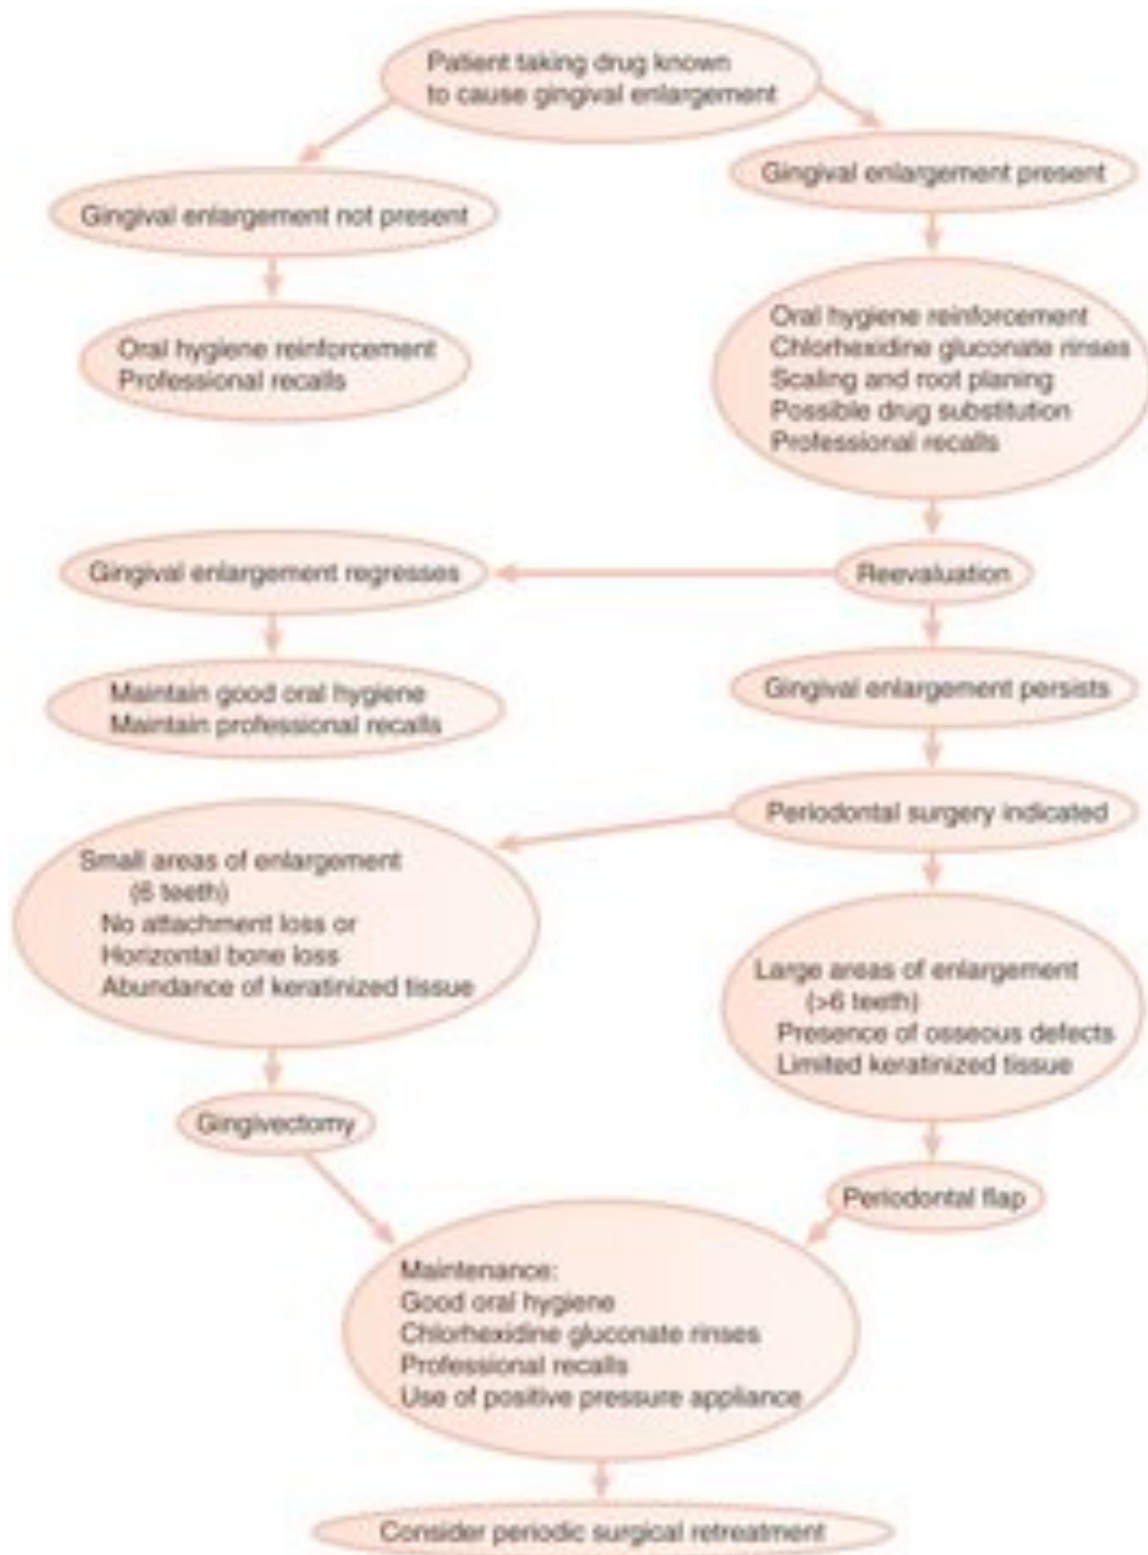 Patient taking drug known
to cause gingival enlargement
Gingival enlargement not present
Gingival enlargement present
Oral hygiene reinforcement
Professional recalls
Oral hygiene reinforcement
Chlorhexidine gluconate rinses
Scaling and root planing
Possible drug substitution
Professional recalls
Gingival enlargement regresses
Reevaluation
Maintain good oral hygiene
Maintain professional recalls
Gingival enlargement persists
Periodontal surgery indicated
Small areas of enlargement
(6 teeth)
No attachment loss or
Horizontal bone loss
Abundance of keratinized tissue
Large areas of enlargement
(>6 teeth)
Presence of osseous defects
Limited keratinized tissue
Gingivectomy
Periodontal flap
Maintenance:
Good oral hygiene
Chlorhexidine gluconate rinses
Professional recalls
Use of positive pressure appliance
Consider periodic surgical retreatment